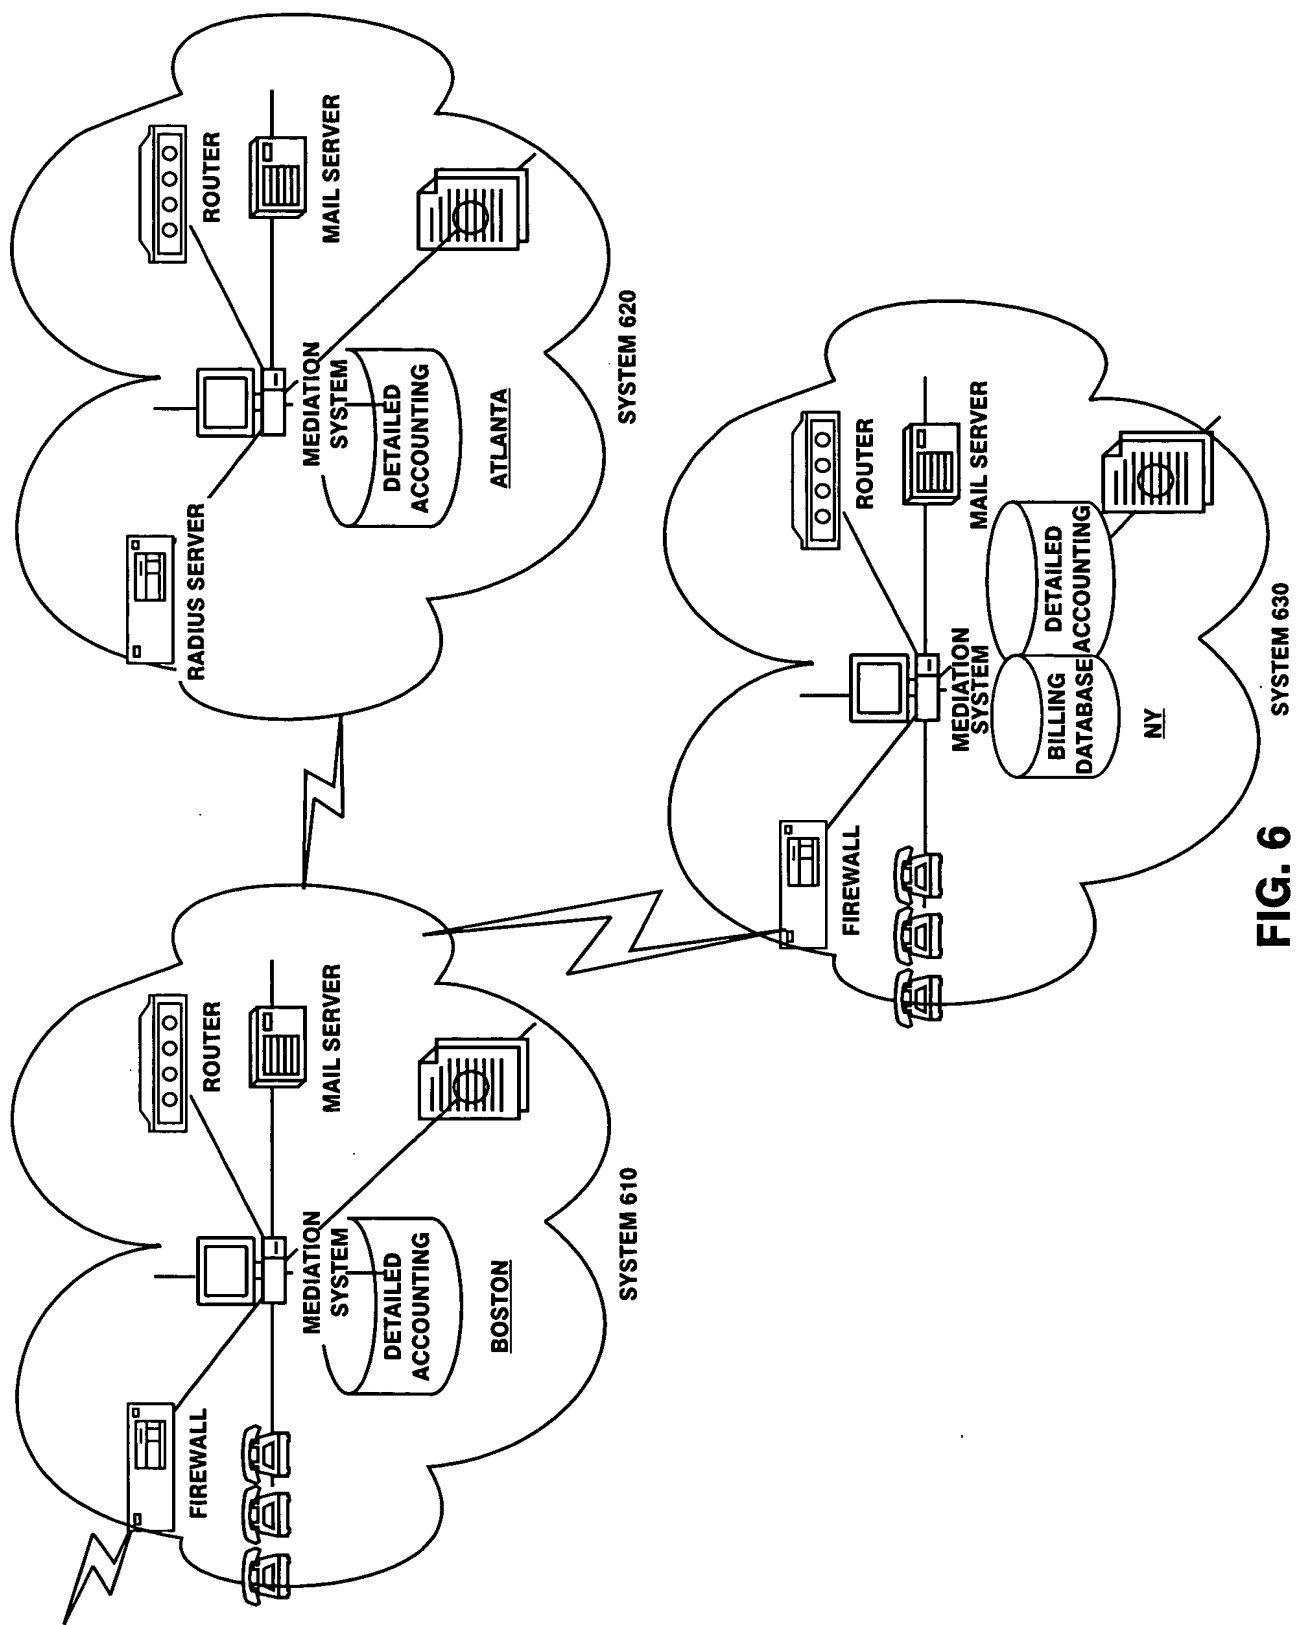 FIREWALL
ROUTER
MAIL SERVER
MEDIATION
SYSTEM
DETAILED
ACCOUNTING
BOSTON
SYSTEM 610
RADIUS SERVER
ROUTER
MAIL SERVER
MEDIATION
SYSTEM
DETAILED
ACCOUNTING
ATLANTA
SYSTEM 620
FIREWALL
ROUTER
MAIL SERVER
MEDIATION
SYSTEM
BILLING
DATABASE
DETAILED
ACCOUNTING
NY
SYSTEM 630
FIG. 6